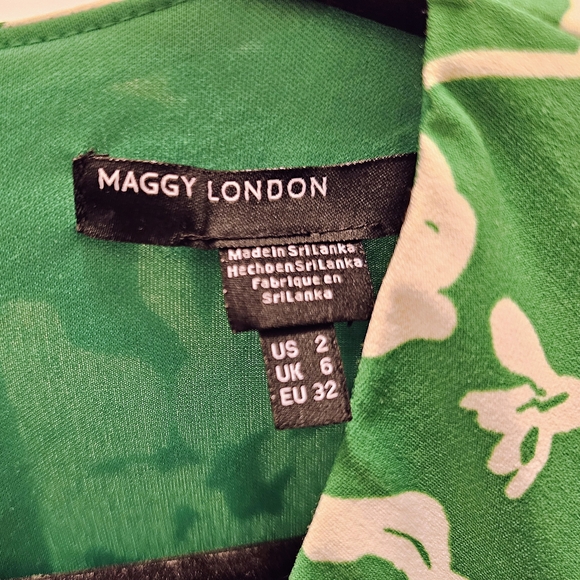 MAGGY LONDON
Made in Sri Lanka
Hecho en Sri Lanka
Fabrique en
Sri Lanka
US 2
UK 6
EU 32